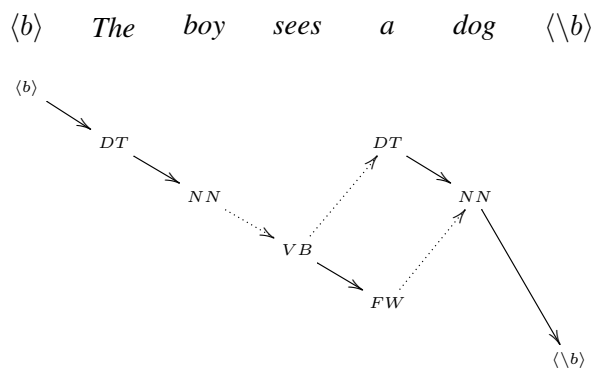 ⟨b⟩ The boy sees a dog ⟨\b⟩
⟨b⟩
DT DT
NN NN
VB
FW
⟨\b⟩